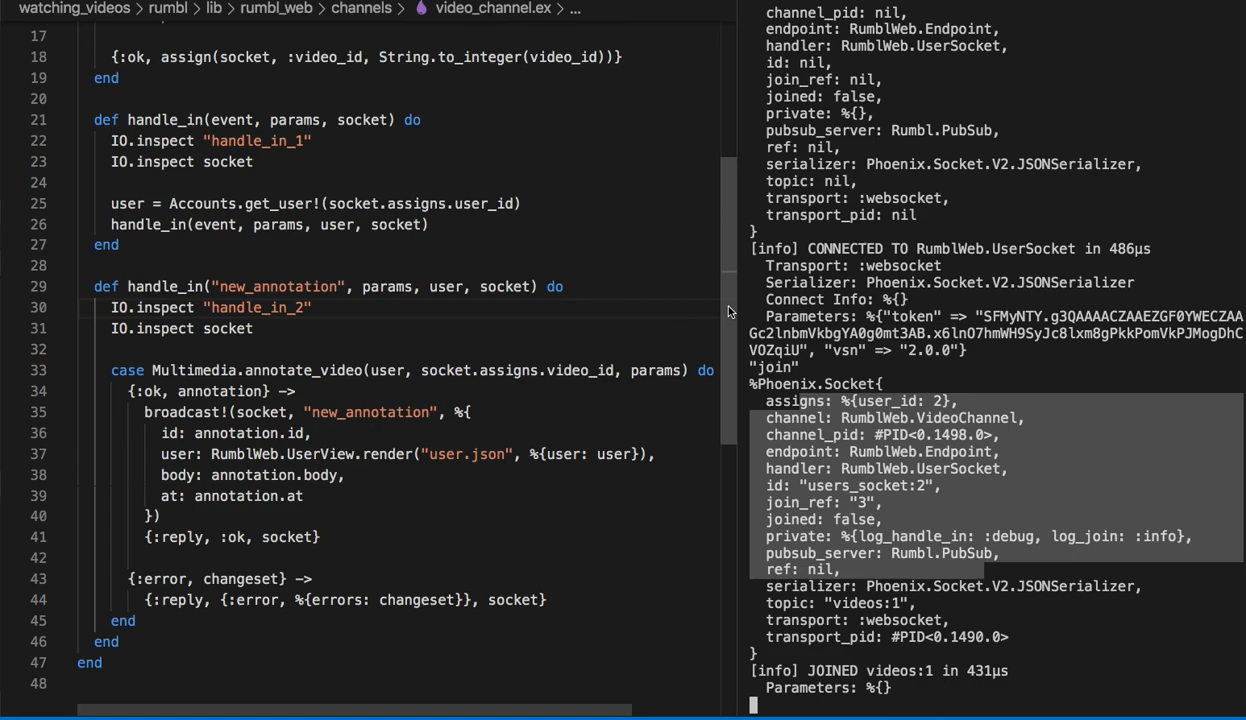 watching_videos > rumbl > lib > rumbl_web > channels > video_channel.ex > ...
17
18 {:ok, assign(socket, :video_id, String.to_integer(video_id))}
19 end
20
21 def handle_in(event, params, socket) do
22 IO.inspect "handle_in_1"
23 IO.inspect socket
24
25 user = Accounts.get_user!(socket.assigns.user_id)
26 handle_in(event, params, user, socket)
27 end
28
29 def handle_in("new_annotation", params, user, socket) do
30 IO.inspect "handle_in_2"
31 IO.inspect socket
32
33 case Multimedia.annotate_video(user, socket.assigns.video_id, params) do
34 {:ok, annotation} ->
35 broadcast!(socket, "new_annotation", %{
36 id: annotation.id,
37 user: RumblWeb.UserView.render("user.json", %{user: user}),
38 body: annotation.body,
39 at: annotation.at
40 })
41 {:reply, :ok, socket}
42
43 {:error, changeset} ->
44 {:reply, {:error, %{errors: changeset}}, socket}
45 end
46 end
47 end
48
channel_pid: nil,
endpoint: RumblWeb.Endpoint,
handler: RumblWeb.UserSocket,
id: nil,
join_ref: nil,
joined: false,
private: %{},
pubsub_server: Rumbl.PubSub,
ref: nil,
serializer: Phoenix.Socket.V2.JSONSerializer,
topic: nil,
transport: :websocket,
transport_pid: nil
}
[info] CONNECTED TO RumblWeb.UserSocket in 486µs
Transport: :websocket
Serializer: Phoenix.Socket.V2.JSONSerializer
Connect Info: %{}
Parameters: %{"token" => "SFMyNTY.g3QAAAACZAAEZGF0YWECZAA
Gc2lnbmVkbgYA0g0mt3AB.x6lnO7hmWH9SyJc8lxm8gPkkPomVkPJMogDhC
VOZqiU", "vsn" => "2.0.0"}
"join"
%Phoenix.Socket{
assigns: %{user_id: 2},
channel: RumblWeb.VideoChannel,
channel_pid: #PID<0.1498.0>,
endpoint: RumblWeb.Endpoint,
handler: RumblWeb.UserSocket,
id: "users_socket:2",
join_ref: "3",
joined: false,
private: %{log_handle_in: :debug, log_join: :info},
pubsub_server: Rumbl.PubSub,
ref: nil,
serializer: Phoenix.Socket.V2.JSONSerializer,
topic: "videos:1",
transport: :websocket,
transport_pid: #PID<0.1490.0>
}
[info] JOINED videos:1 in 431µs
Parameters: %{}